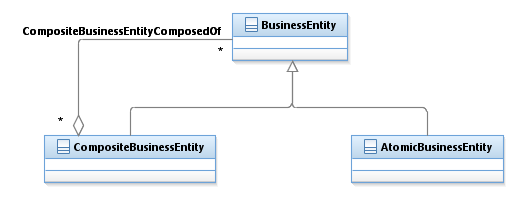 BusinessEntity
CompositeBusinessEntityComposedOf
*
*
CompositeBusinessEntity
AtomicBusinessEntity